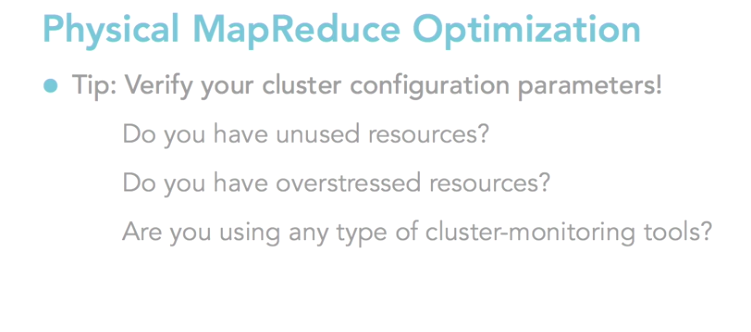 Physical MapReduce Optimization
Tip: Verify your cluster configuration parameters!
Do you have unused resources?
Do you have overstressed resources?
Are you using any type of cluster-monitoring tools?